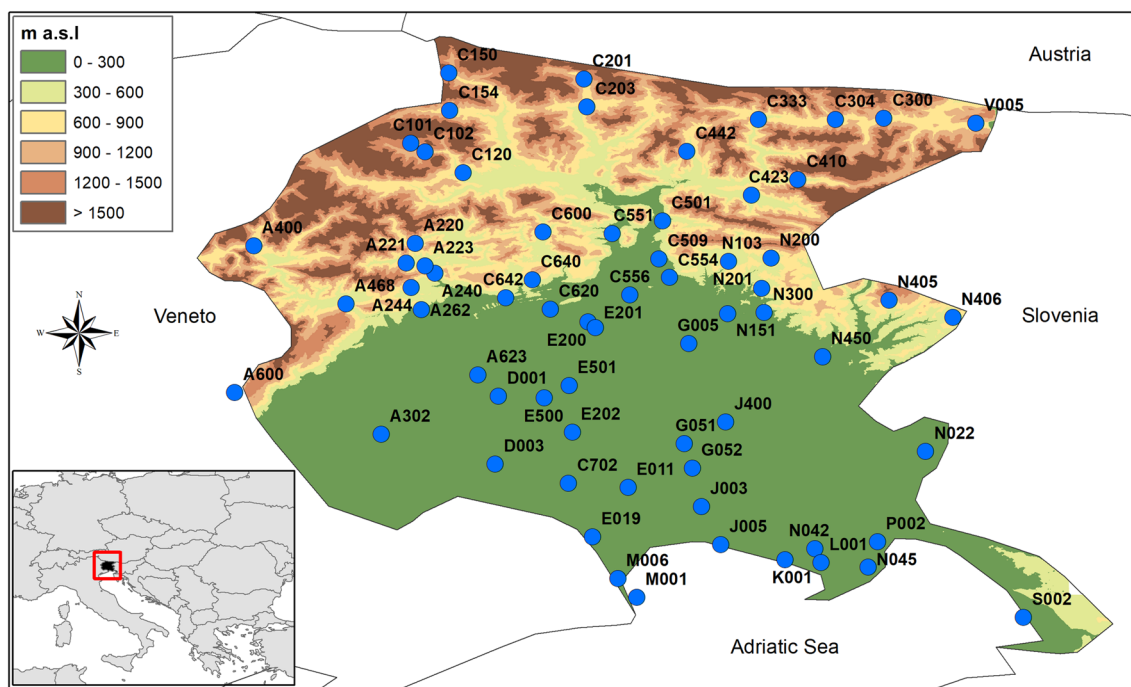 m a.s.l
0 - 300
300 - 600
600 - 900
900 - 1200
1200 - 1500
> 1500
Austria
C150
C201
C154
C203
C333
C304
C300
V005
C101
C102
C442
C120
C410
C423
A400
A220
C600
C551
C501
A221
A223
C509
N103
N200
C640
C554
C642
A240
C556
N201
N405
A468
A244
A262
C620
N300
N406
N
W
E
S
Veneto
Slovenia
E201
G005
N151
E200
N450
A623
E501
A600
D001
E500
A302
E202
J400
G051
N022
D003
G052
C702
E011
J003
E019
J005
N042
P002
L001
M006
K001
N045
M001
S002
Adriatic Sea